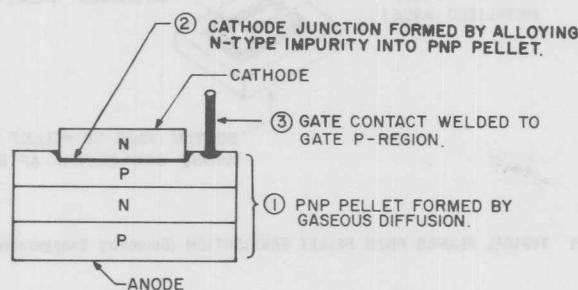 ② CATHODE JUNCTION FORMED BY ALLOYING
N-TYPE IMPURITY INTO PNP PELLET.
CATHODE
③ GATE CONTACT WELDED TO
GATE P-REGION.
N
P
N
P
① PNP PELLET FORMED BY
GASEOUS DIFFUSION.
ANODE